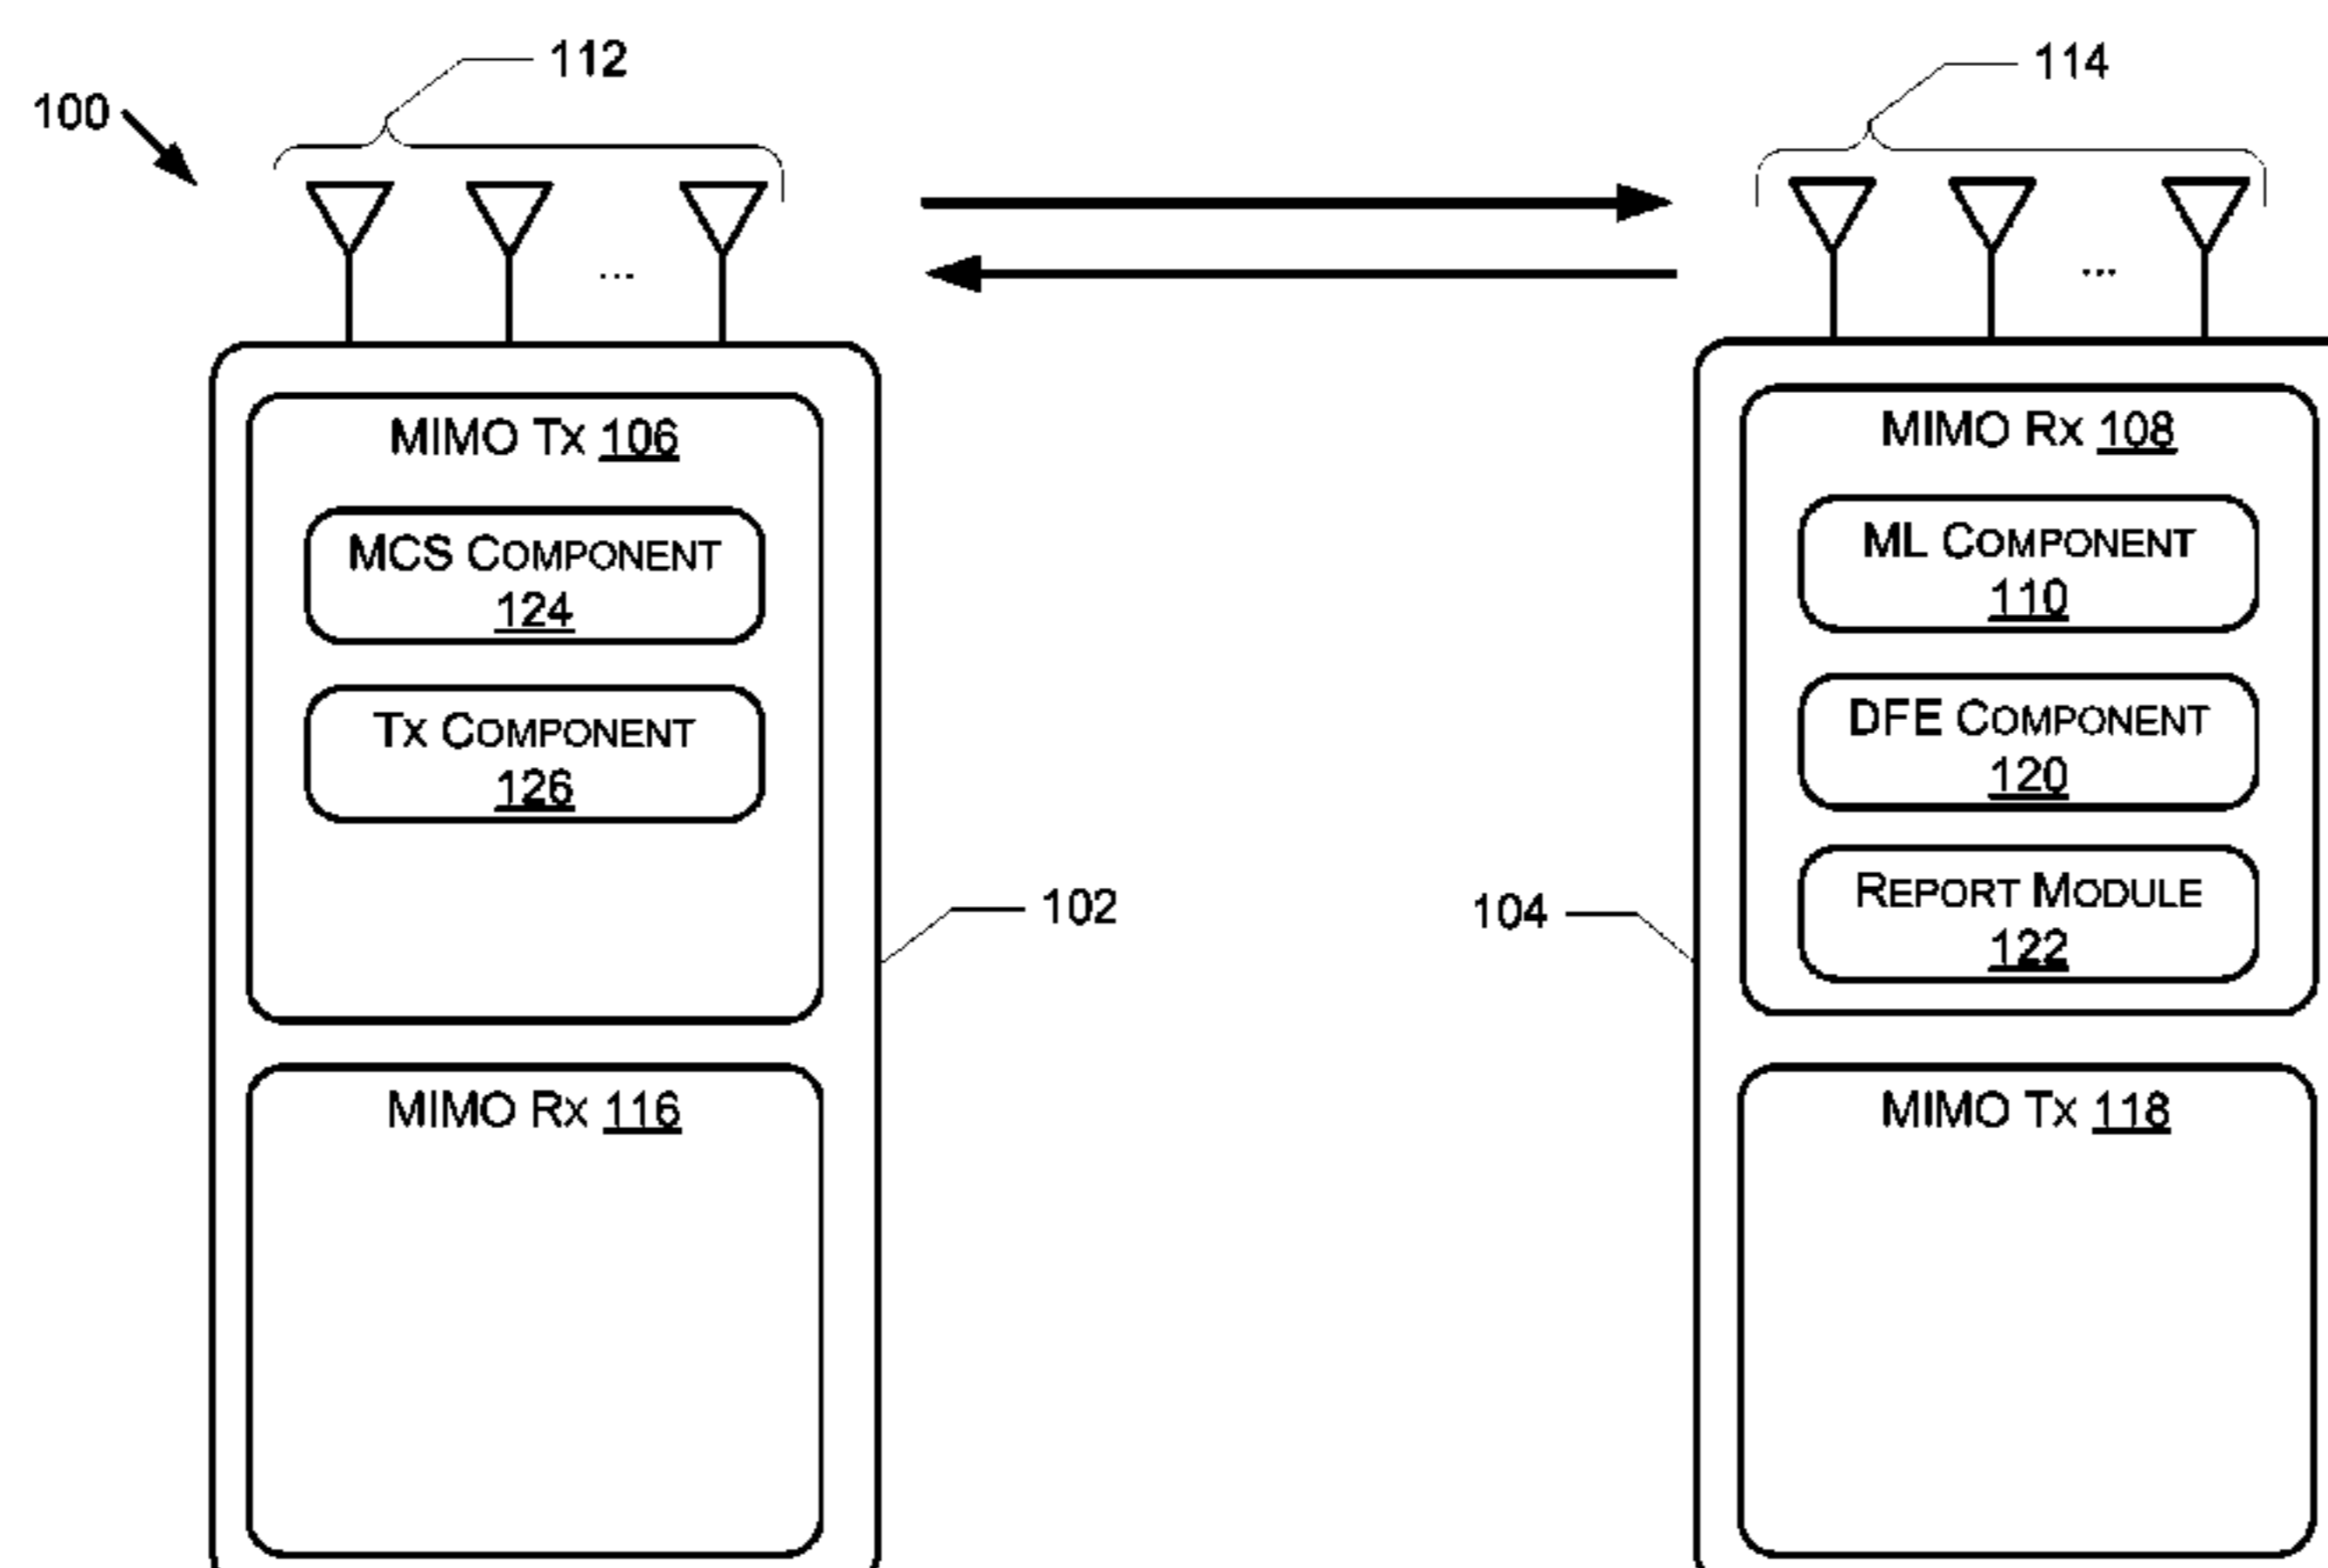 100
112
114
...
...
MIMO Tx 106
MCS COMPONENT
124
Tx COMPONENT
126
102
MIMO Rx 116
MIMO Rx 108
ML COMPONENT
110
DFE COMPONENT
120
REPORT MODULE
122
104
MIMO Tx 118